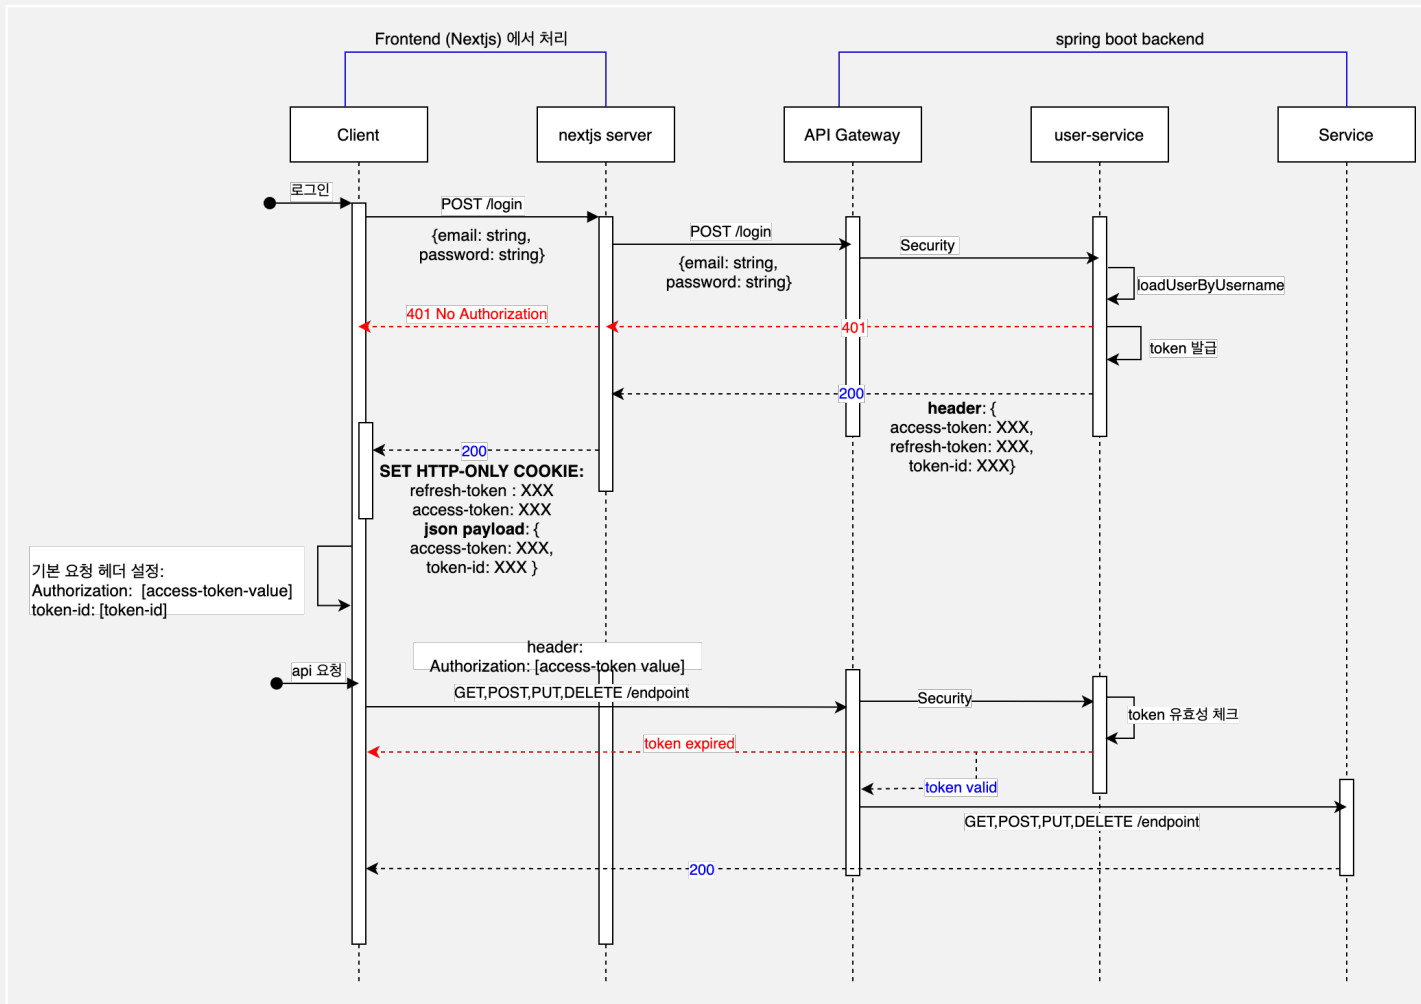 Frontend (Nextjs) 에서 처리
spring boot backend
Client
nextjs server
API Gateway
user-service
Service
로그인
POST /login
{email: string,
password: string}
POST /login
{email: string,
password: string}
Security
loadUserByUsername
401 No Authorization
401
token 발급
200
header: {
access-token: XXX,
refresh-token: XXX,
token-id: XXX}
200
SET HTTP-ONLY COOKIE:
refresh-token : XXX
access-token: XXX
json payload: {
access-token: XXX,
token-id: XXX }
기본 요청 헤더 설정:
Authorization:  [access-token-value]
token-id: [token-id]
header:
Authorization: [access-token value]
api 요청
GET,POST,PUT,DELETE /endpoint
Security
token 유효성 체크
token expired
token valid
GET,POST,PUT,DELETE /endpoint
200